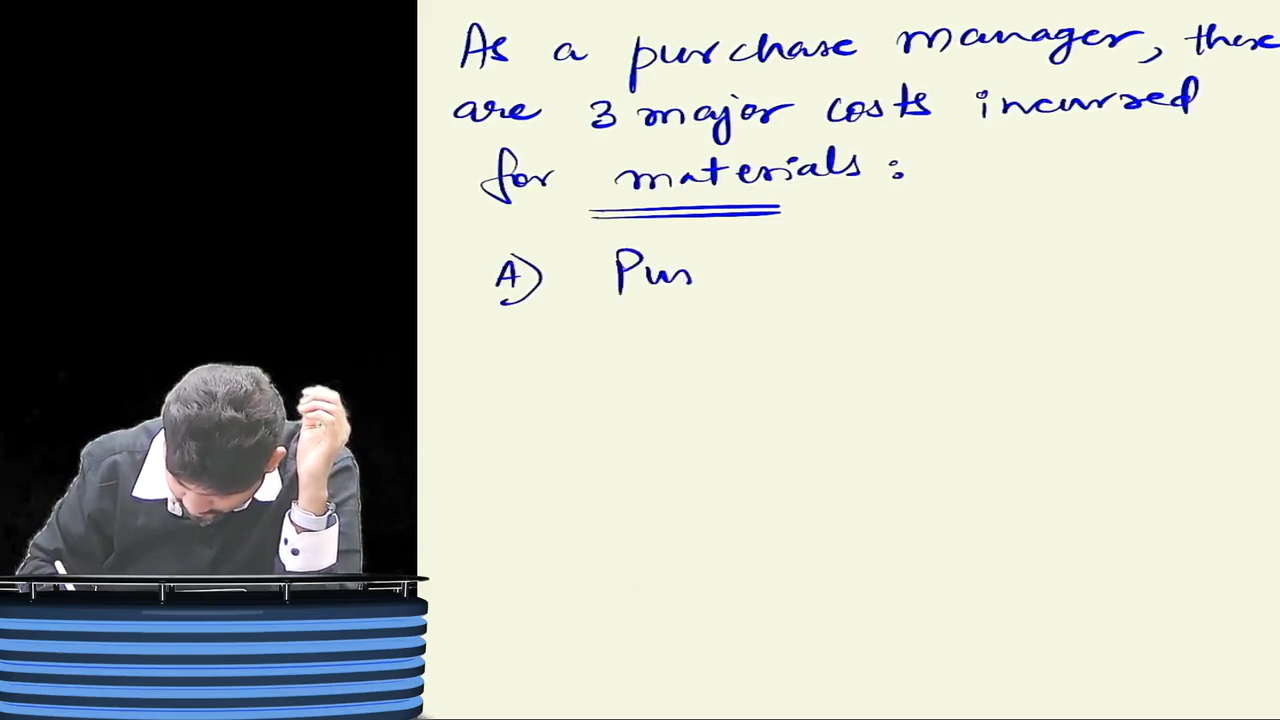 As a purchase manager, there
are 3 major costs incurred
for materials :
A) Pur